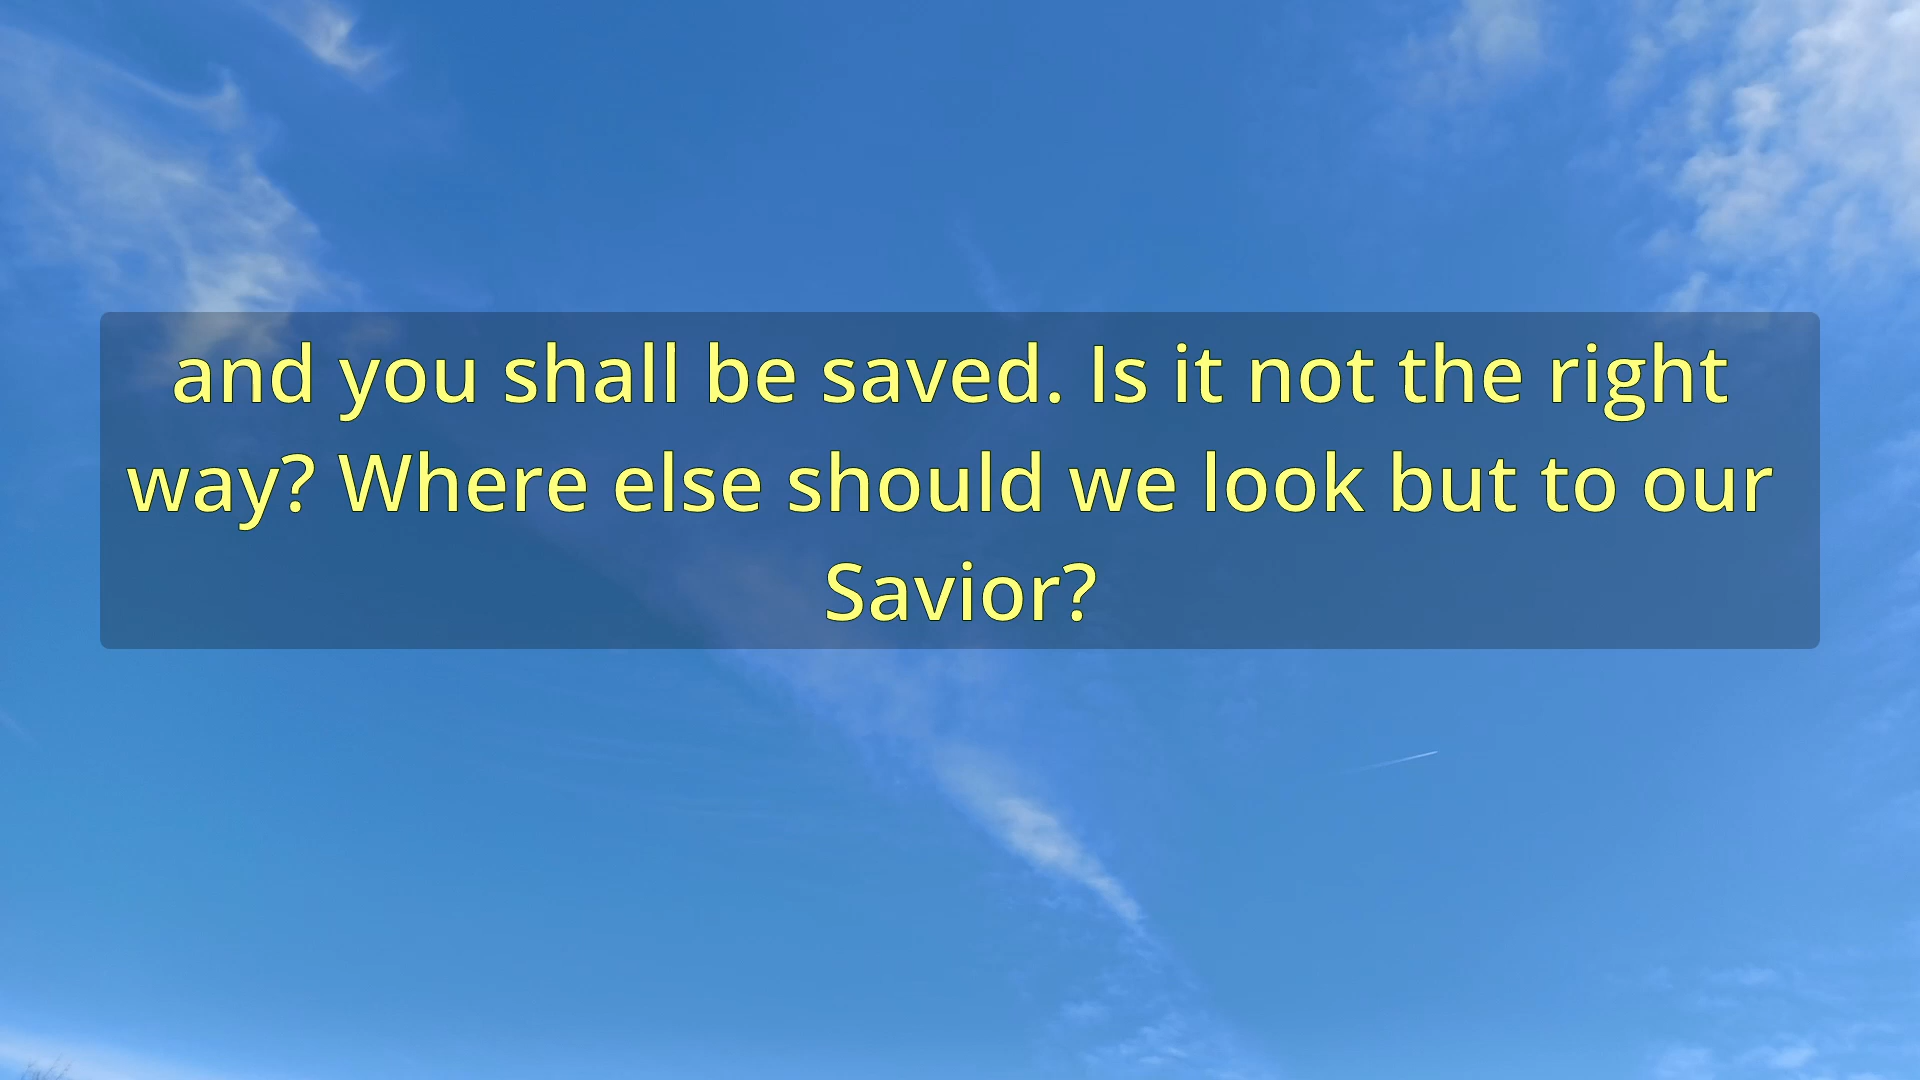 and you shall be saved. Is it not the right
way? Where else should we look but to our
Savior?